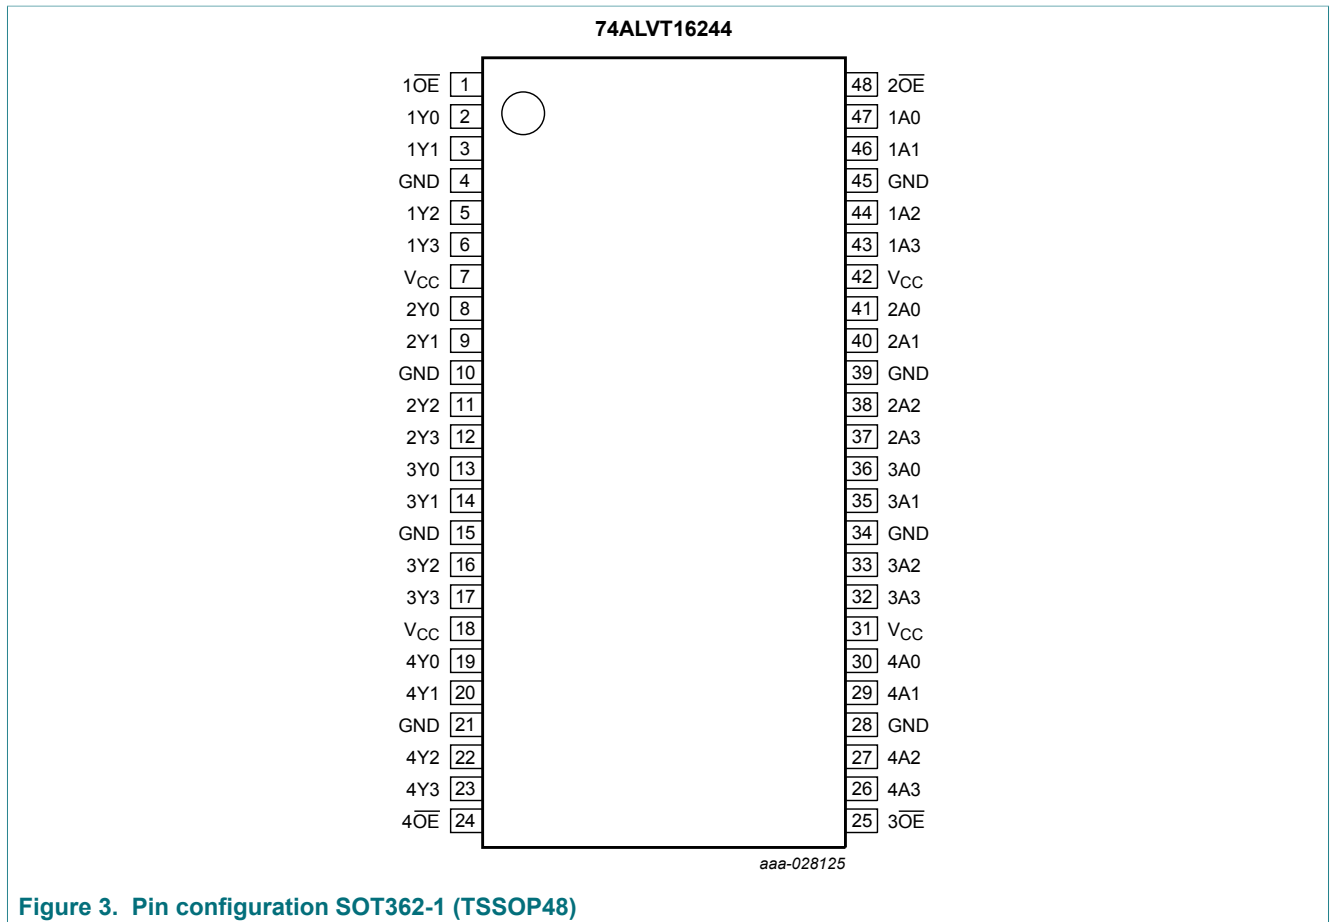 74ALVT16244
1O̅E̅ 1 48 2O̅E̅
1Y0 2 47 1A0
1Y1 3 46 1A1
GND 4 45 GND
1Y2 5 44 1A2
1Y3 6 43 1A3
VCC 7 42 VCC
2Y0 8 41 2A0
2Y1 9 40 2A1
GND 10 39 GND
2Y2 11 38 2A2
2Y3 12 37 2A3
3Y0 13 36 3A0
3Y1 14 35 3A1
GND 15 34 GND
3Y2 16 33 3A2
3Y3 17 32 3A3
VCC 18 31 VCC
4Y0 19 30 4A0
4Y1 20 29 4A1
GND 21 28 GND
4Y2 22 27 4A2
4Y3 23 26 4A3
4O̅E̅ 24 25 3O̅E̅
aaa-028125
Figure 3. Pin configuration SOT362-1 (TSSOP48)